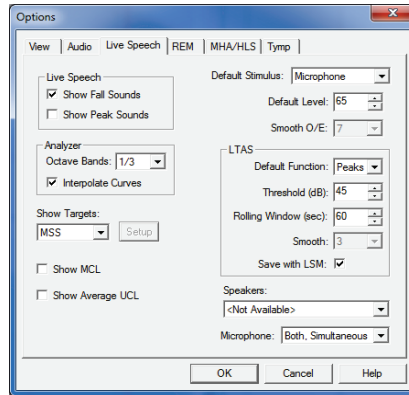 Options
View Audio Live Speech REM MHA/HLS Tymp
Live Speech
Show Fall Sounds
Show Peak Sounds
Analyzer
Octave Bands: 1/3
Interpolate Curves
Show Targets:
MSS Setup
Show MCL
Show Average UCL
Default Stimulus: Microphone
Default Level: 65
Smooth O/E: 7
LTAS
Default Function: Peaks
Threshold (dB): 45
Rolling Window (sec): 60
Smooth: 3
Save with LSM:
Speakers:
<Not Available>
Microphone: Both, Simultaneous
OK Cancel Help